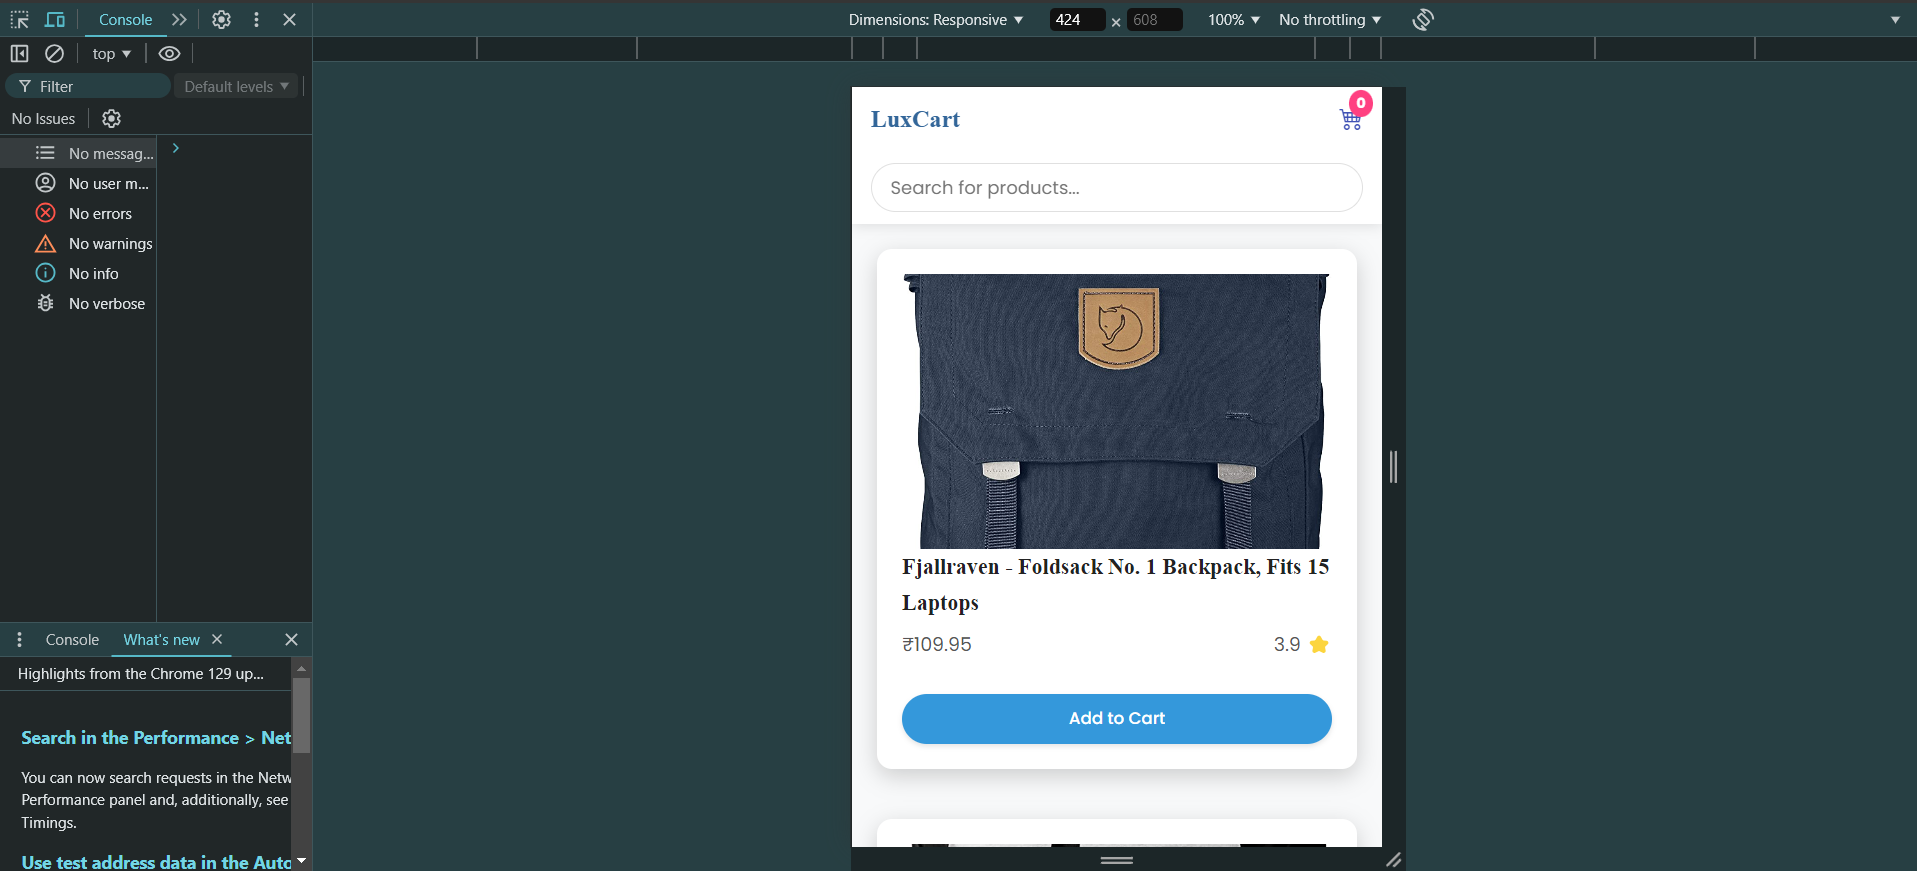 Console
Dimensions: Responsive
424 × 608
100%
No throttling
top
Filter
Default levels
No Issues
No messag...
No user m...
No errors
No warnings
No info
No verbose
Console
What's new
Highlights from the Chrome 129 up...
Search in the Performance > Net
You can now search requests in the Netw
Performance panel and, additionally, see
Timings.
Use test address data in the Auto
LuxCart
0
Search for products...
Fjallraven - Foldsack No. 1 Backpack, Fits 15
Laptops
₹109.95
3.9
Add to Cart